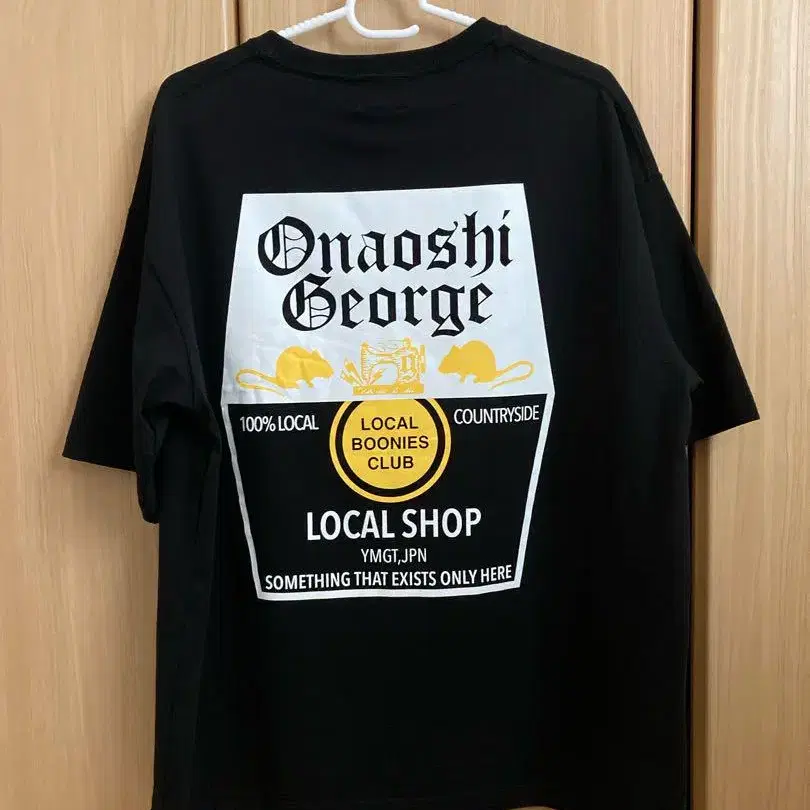 Onaoshi
George
100% LOCAL
COUNTRYSIDE
LOCAL
BOONIES
CLUB
LOCAL SHOP
YMGT,JPN
SOMETHING THAT EXISTS ONLY HERE